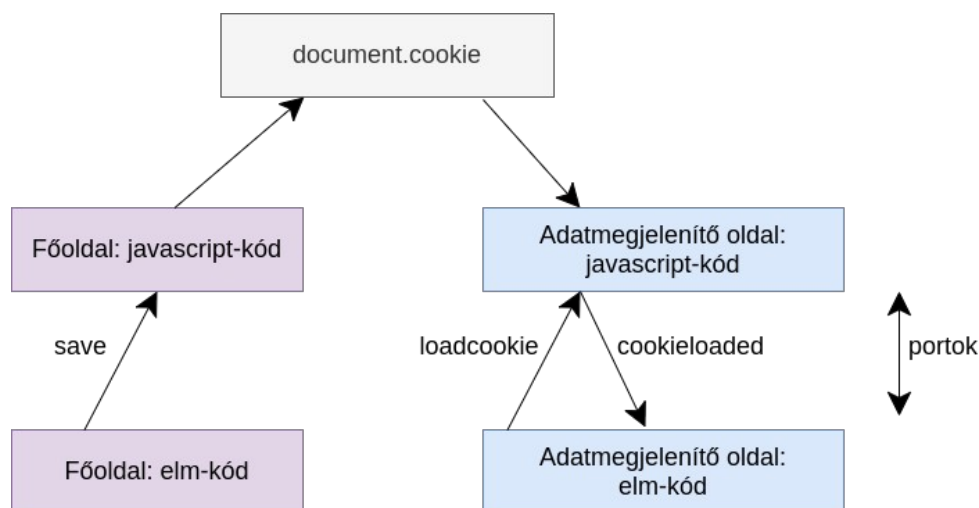 document.cookie
Főoldal: javascript-kód
Adatmegjelenítő oldal:
javascript-kód
save
loadcookie
cookieloaded
portok
Főoldal: elm-kód
Adatmegjelenítő oldal:
elm-kód